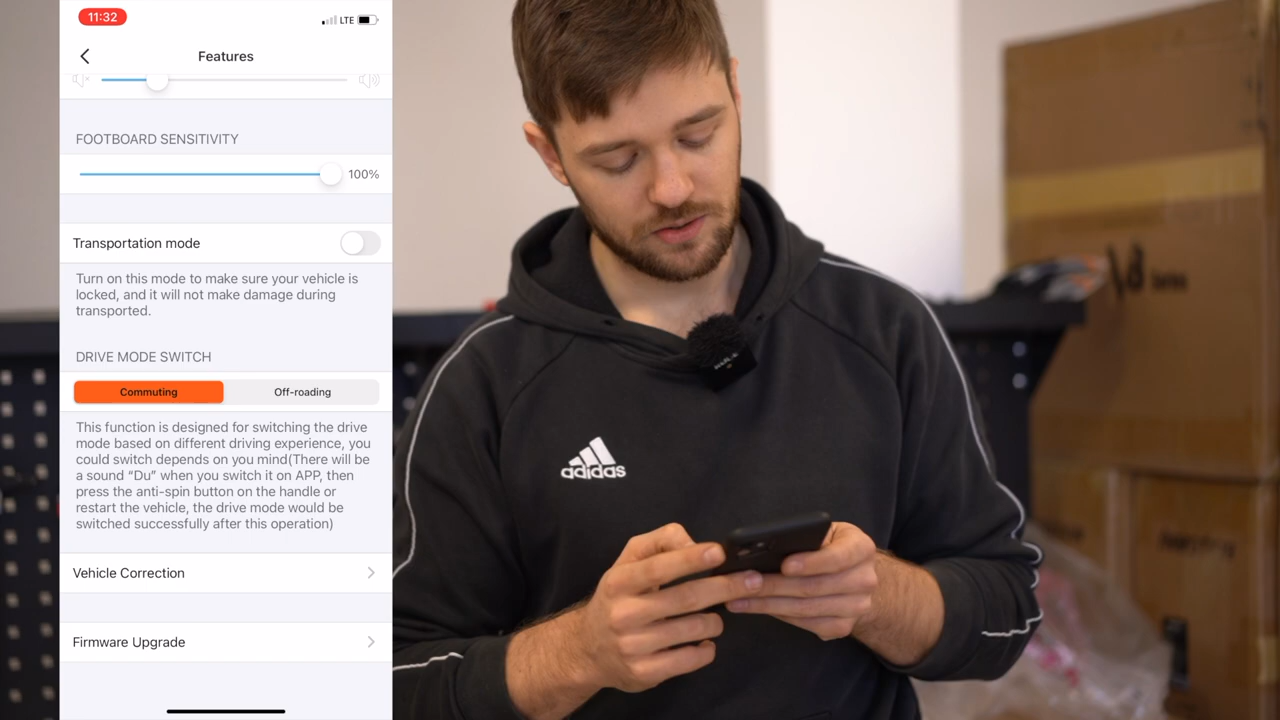 11:32
LTE
Features
FOOTBOARD SENSITIVITY
100%
Transportation mode
Turn on this mode to make sure your vehicle is
locked, and it will not make damage during
transported.
DRIVE MODE SWITCH
Commuting
Off-roading
This function is designed for switching the drive
mode based on different driving experience, you
could switch depends on you mind(There will be
a sound “Du” when you switch it on APP, then
press the anti-spin button on the handle or
restart the vehicle, the drive mode would be
switched successfully after this operation)
Vehicle Correction
Firmware Upgrade
adidas